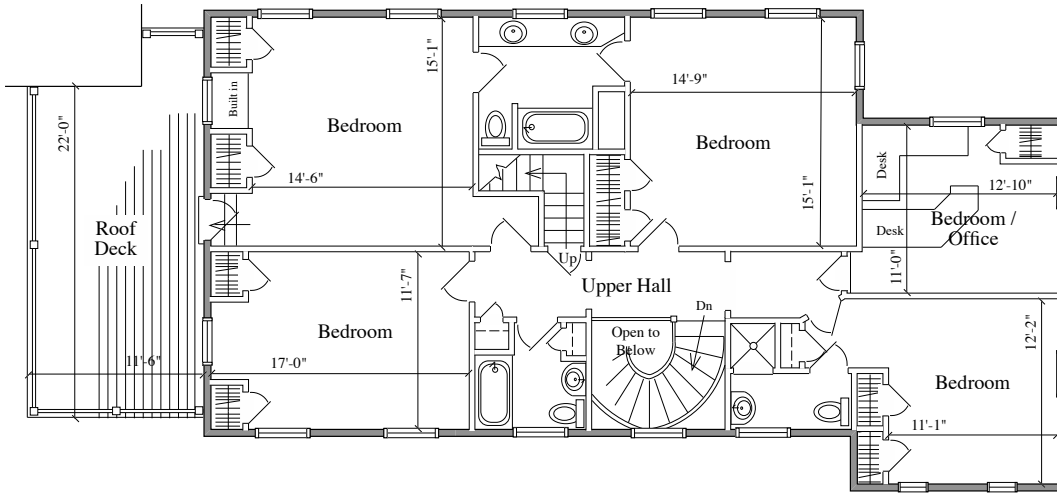 22'-0"
Roof
Deck
11'-6"
Built in
15'-1"
Bedroom
14'-6"
14'-9"
Bedroom
15'-1"
Desk
12'-10"
Desk
Bedroom /
Office
11'-0"
Up
Upper Hall
Dn
11'-7"
Bedroom
17'-0"
Open to
Below
12'-2"
Bedroom
11'-1"